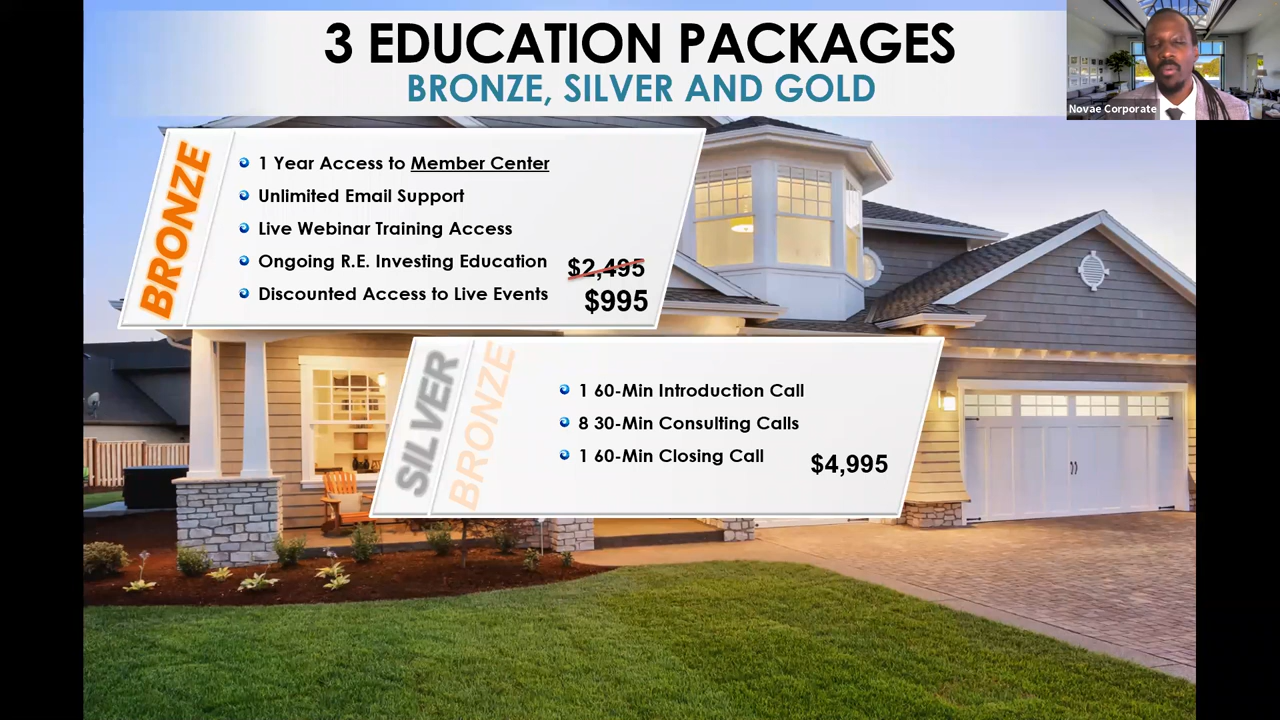 3 EDUCATION PACKAGES
BRONZE, SILVER AND GOLD
Novae Corporate
BRONZE
1 Year Access to Member Center
Unlimited Email Support
Live Webinar Training Access
Ongoing R.E. Investing Education
Discounted Access to Live Events
$2,495
$995
SILVER
BRONZE
1 60-Min Introduction Call
8 30-Min Consulting Calls
1 60-Min Closing Call
$4,995